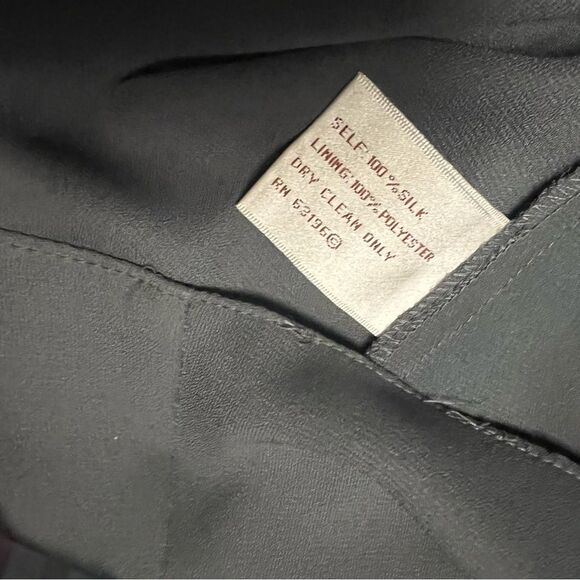 SELF:100%SILK
LINING:100%POLYESTER
DRY CLEAN ONLY
RN 63196©